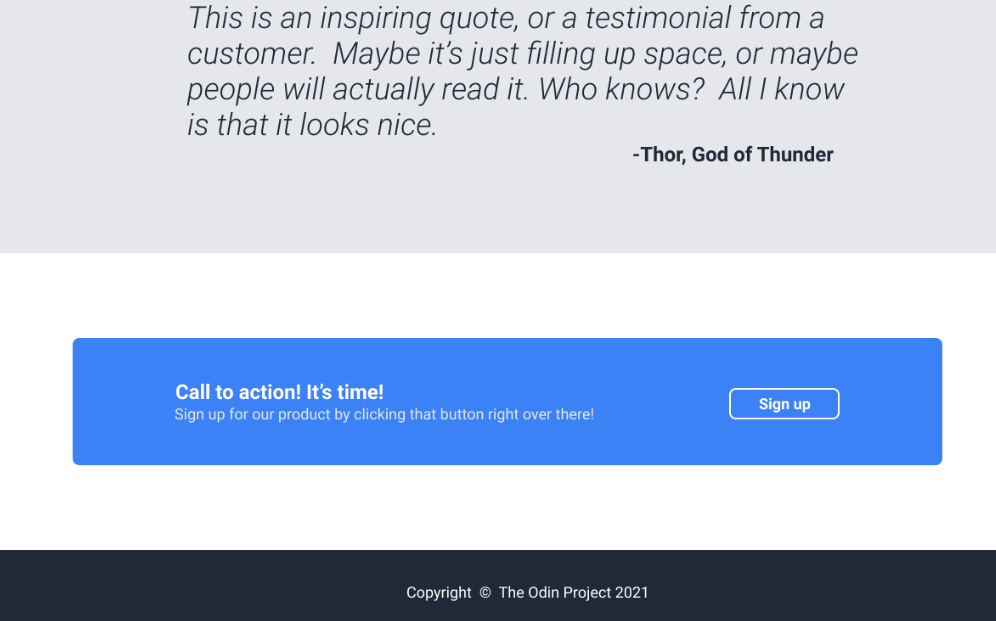 This is an inspiring quote, or a testimonial from a
customer.  Maybe it’s just filling up space, or maybe
people will actually read it. Who knows?  All I know
is that it looks nice.
-Thor, God of Thunder
Call to action! It’s time!
Sign up for our product by clicking that button right over there!
Sign up
Copyright © The Odin Project 2021